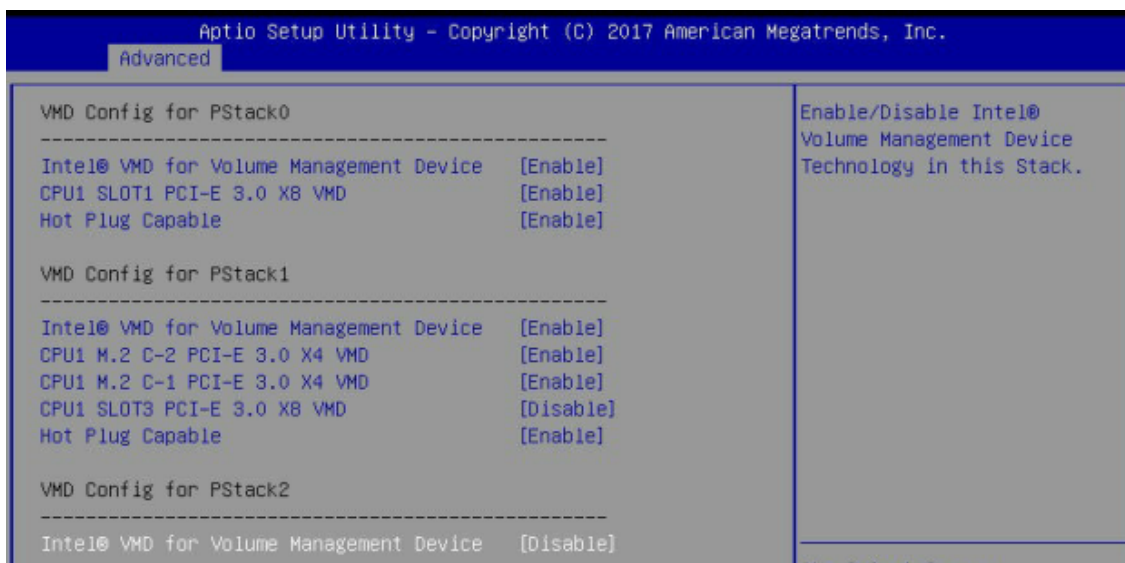 Aptio Setup Utility – Copyright (C) 2017 American Megatrends, Inc.
Advanced
VMD Config for PStack0
------------------------------------------------
Intel® VMD for Volume Management Device [Enable]
CPU1 SLOT1 PCI-E 3.0 X8 VMD [Enable]
Hot Plug Capable [Enable]
VMD Config for PStack1
------------------------------------------------
Intel® VMD for Volume Management Device [Enable]
CPU1 M.2 C-2 PCI-E 3.0 X4 VMD [Enable]
CPU1 M.2 C-1 PCI-E 3.0 X4 VMD [Enable]
CPU1 SLOT3 PCI-E 3.0 X8 VMD [Disable]
Hot Plug Capable [Enable]
VMD Config for PStack2
------------------------------------------------
Intel® VMD for Volume Management Device [Disable]
Enable/Disable Intel®
Volume Management Device
Technology in this Stack.